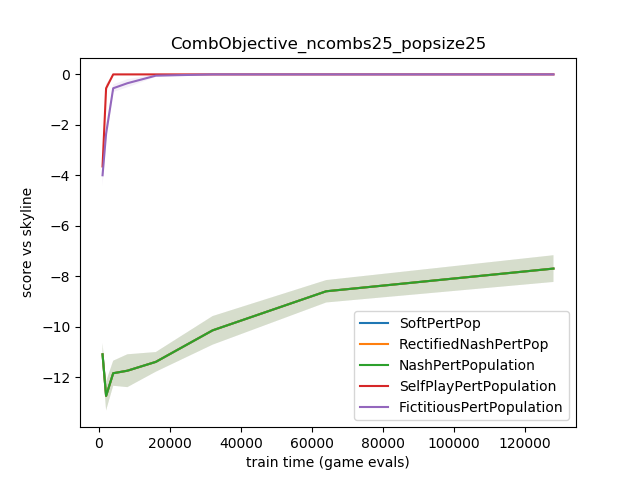 CombObjective_ncombs25_popsize25
0
−2
−4
−6
−8
−10
−12
score vs skyline
SoftPertPop
RectifiedNashPertPop
NashPertPopulation
SelfPlayPertPopulation
FictitiousPertPopulation
0 20000 40000 60000 80000 100000 120000
train time (game evals)